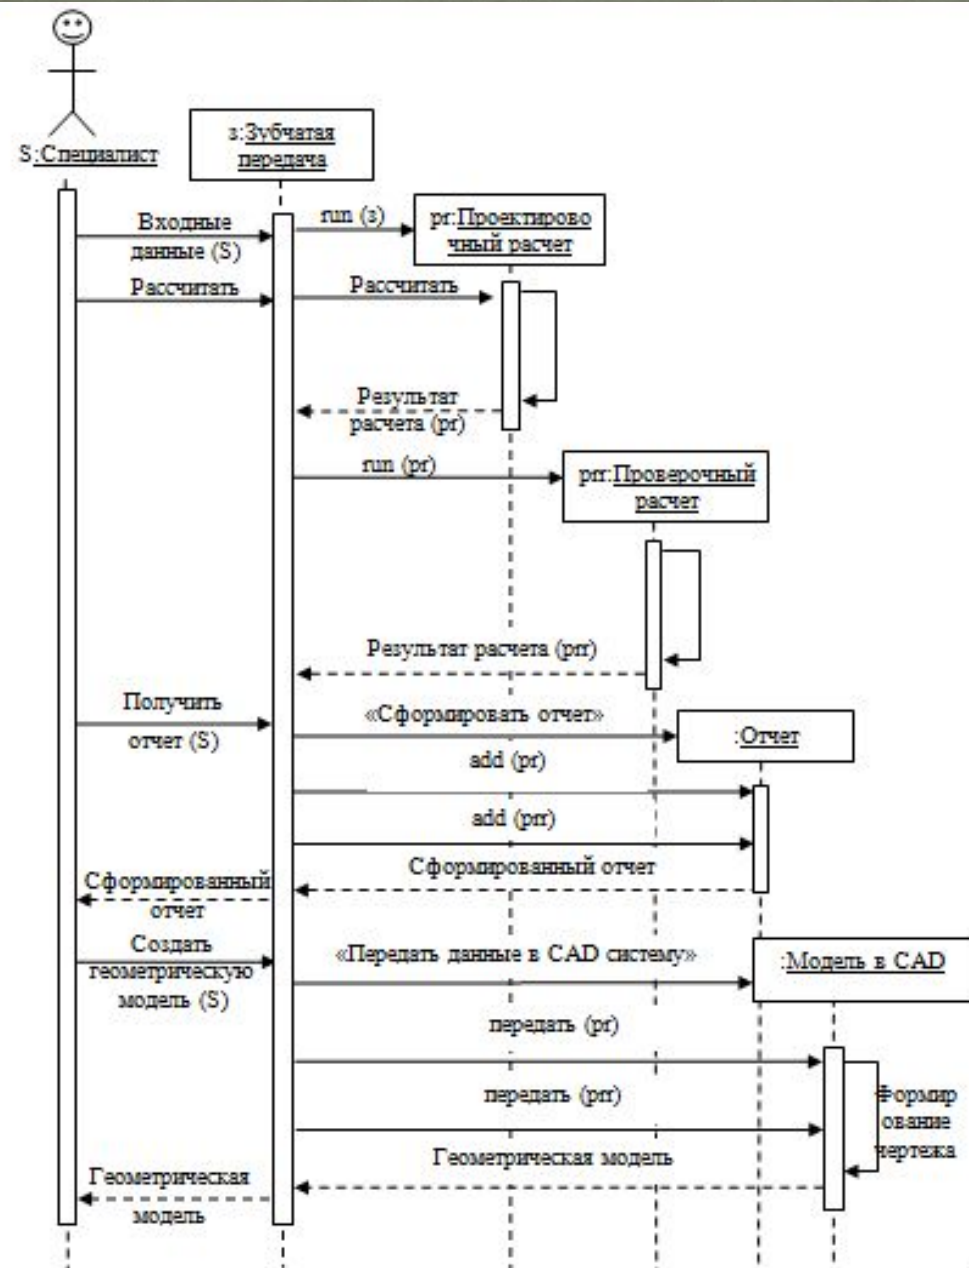 S:Специалист
з:Зубчатая
передача
Входные
данные (S)
run (з)
pr:Проектирово
чный расчет
Рассчитать
Рассчитать
Результат
расчета (pr)
run (pr)
prr:Проверочный
расчет
Результат расчета (prr)
Получить
отчет (S)
«Сформировать отчет»
:Отчет
add (pr)
add (prr)
Сформированный отчет
Сформированный
отчет
Создать
геометрическую
модель (S)
«Передать данные в CAD систему»
:Модель в CAD
передать (pr)
передать (prr)
Формир
ование
чертежа
Геометрическая модель
Геометрическая
модель